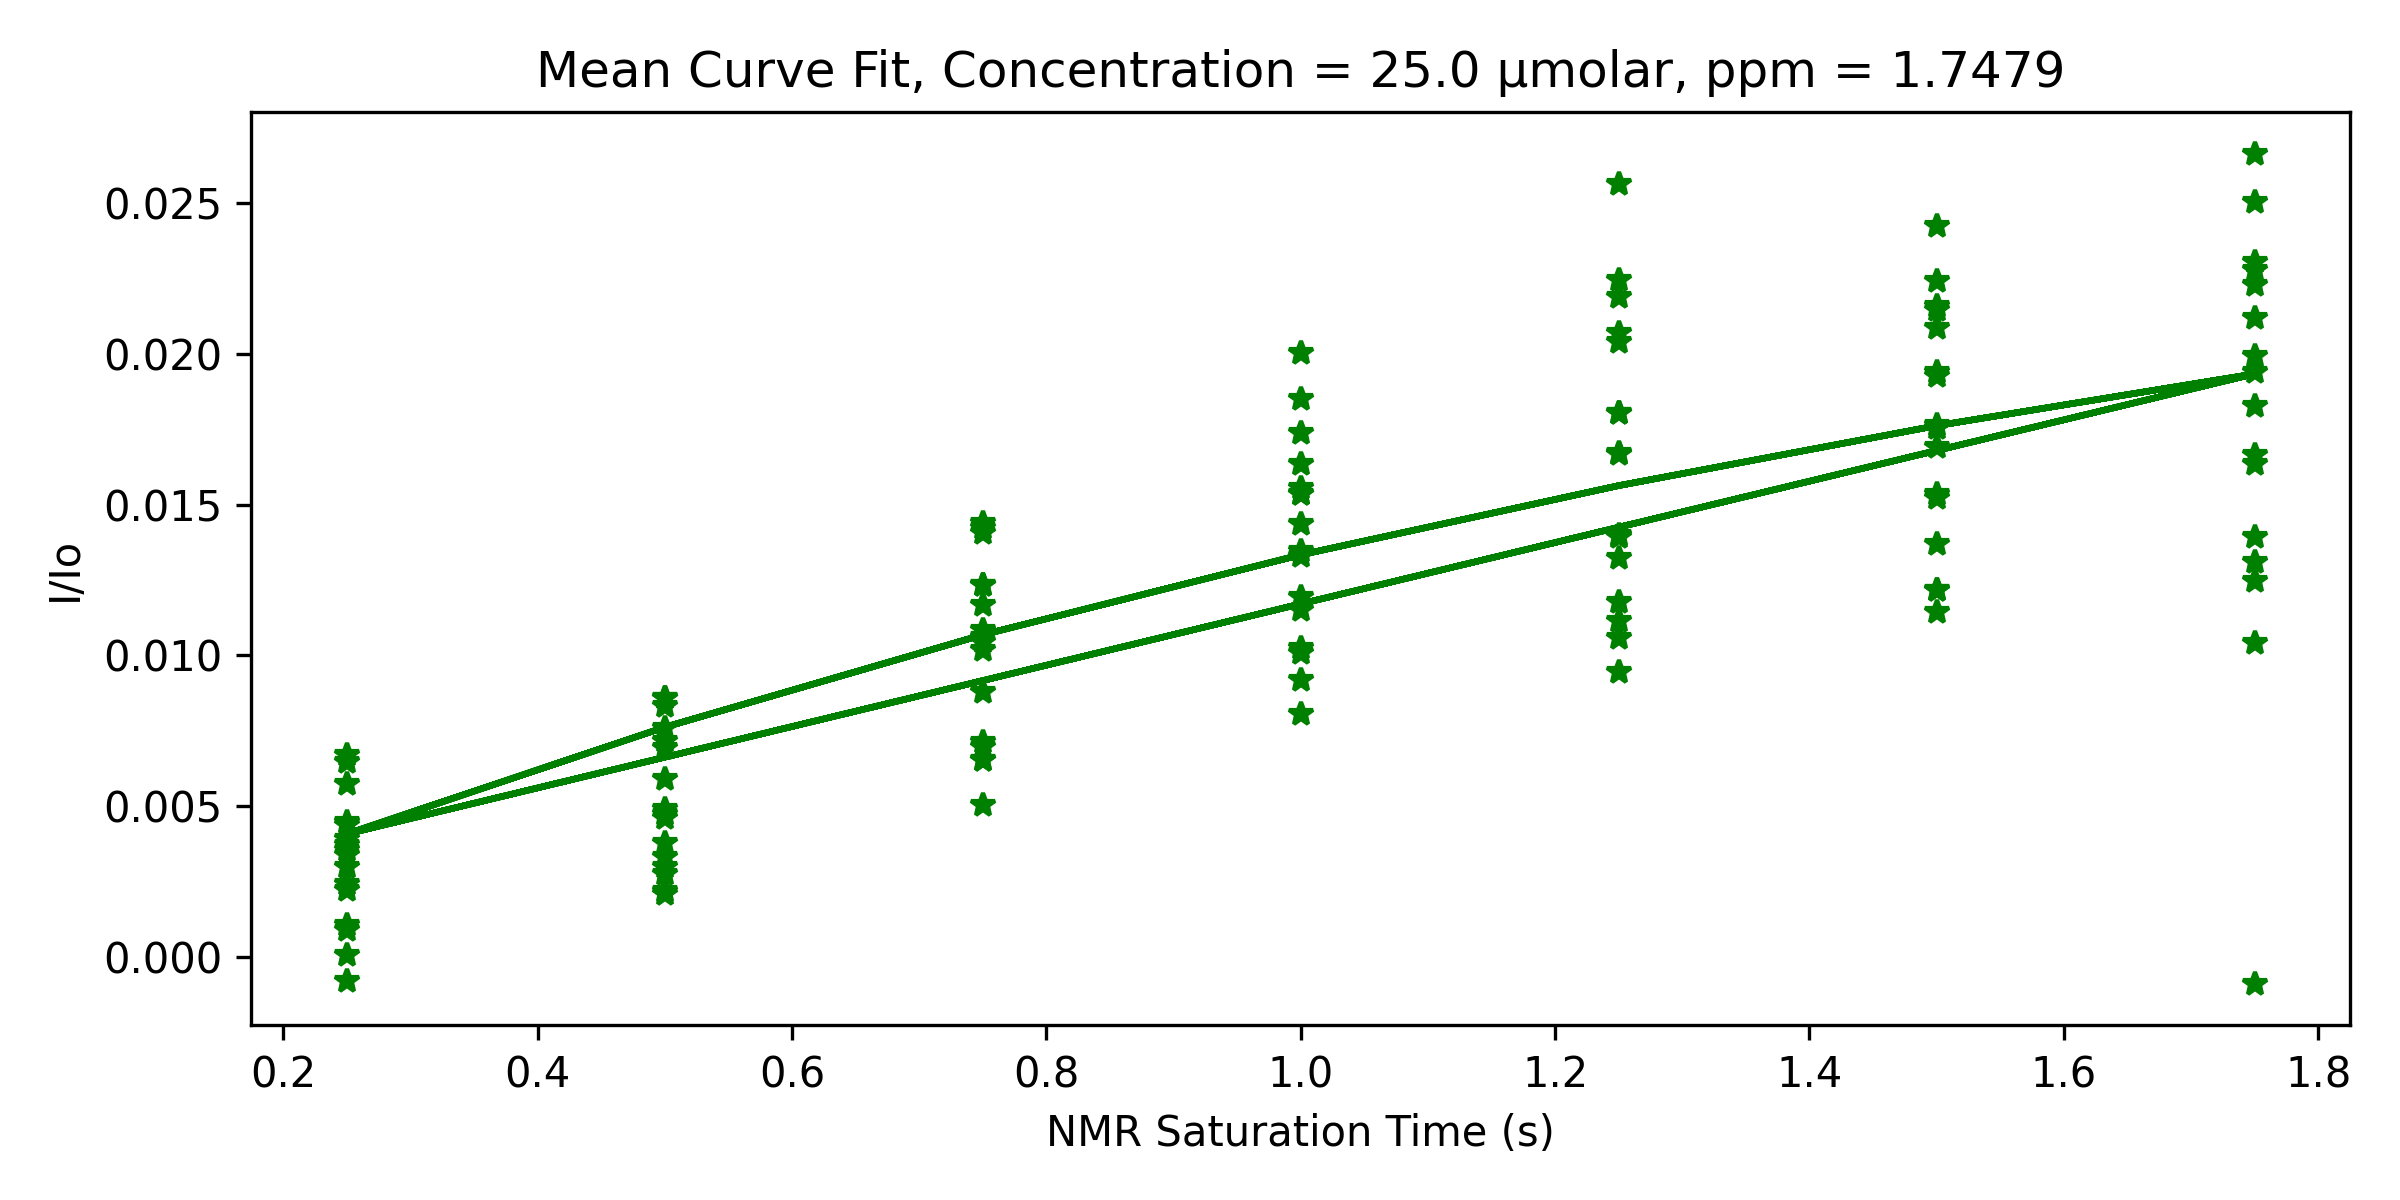 Mean Curve Fit, Concentration = 25.0 µmolar, ppm = 1.7479
0.025
0.020
0.015
0.010
0.005
0.000
I/Io
0.2 0.4 0.6 0.8 1.0 1.2 1.4 1.6 1.8
NMR Saturation Time (s)